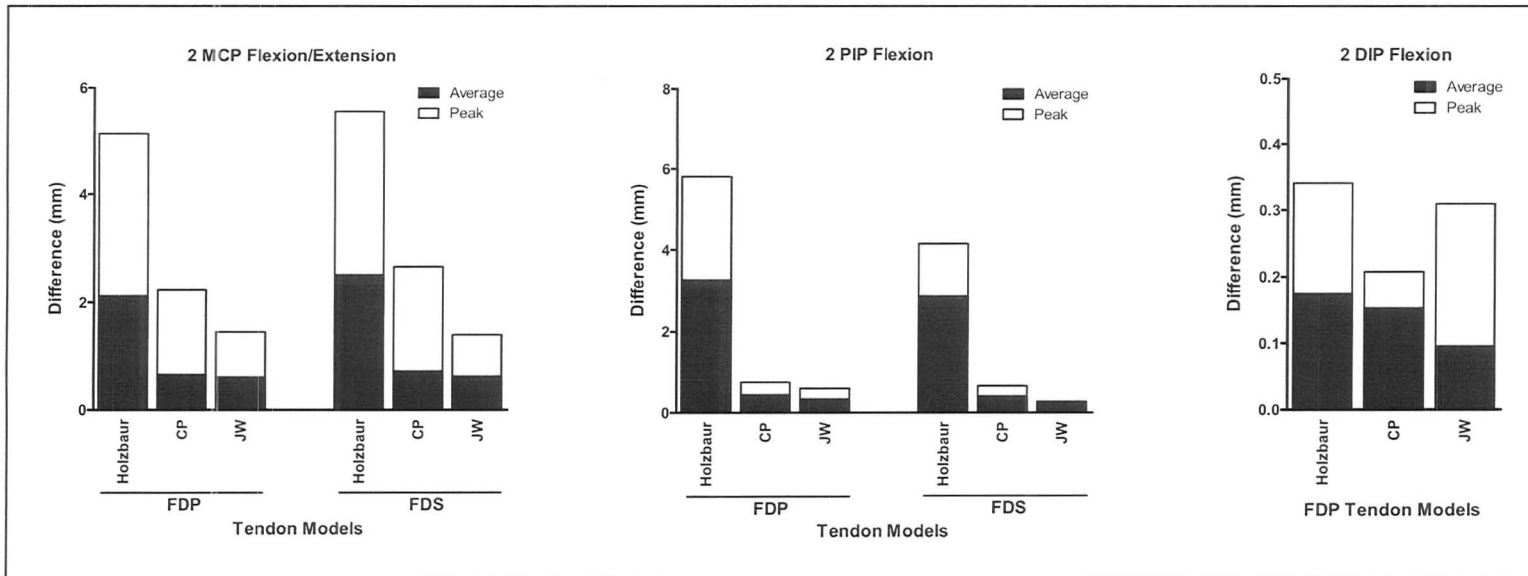 2 MCP Flexion/Extension
Average
Peak
Difference (mm)
6
4
2
0
Holzbaur
CP
JW
Holzbaur
CP
JW
FDP
FDS
Tendon Models
2 PIP Flexion
Average
Peak
Difference (mm)
8
6
4
2
0
Holzbaur
CP
JW
Holzbaur
CP
JW
FDP
FDS
Tendon Models
2 DIP Flexion
Average
Peak
Difference (mm)
0.5
0.4
0.3
0.2
0.1
0.0
Holzbaur
CP
JW
FDP Tendon Models